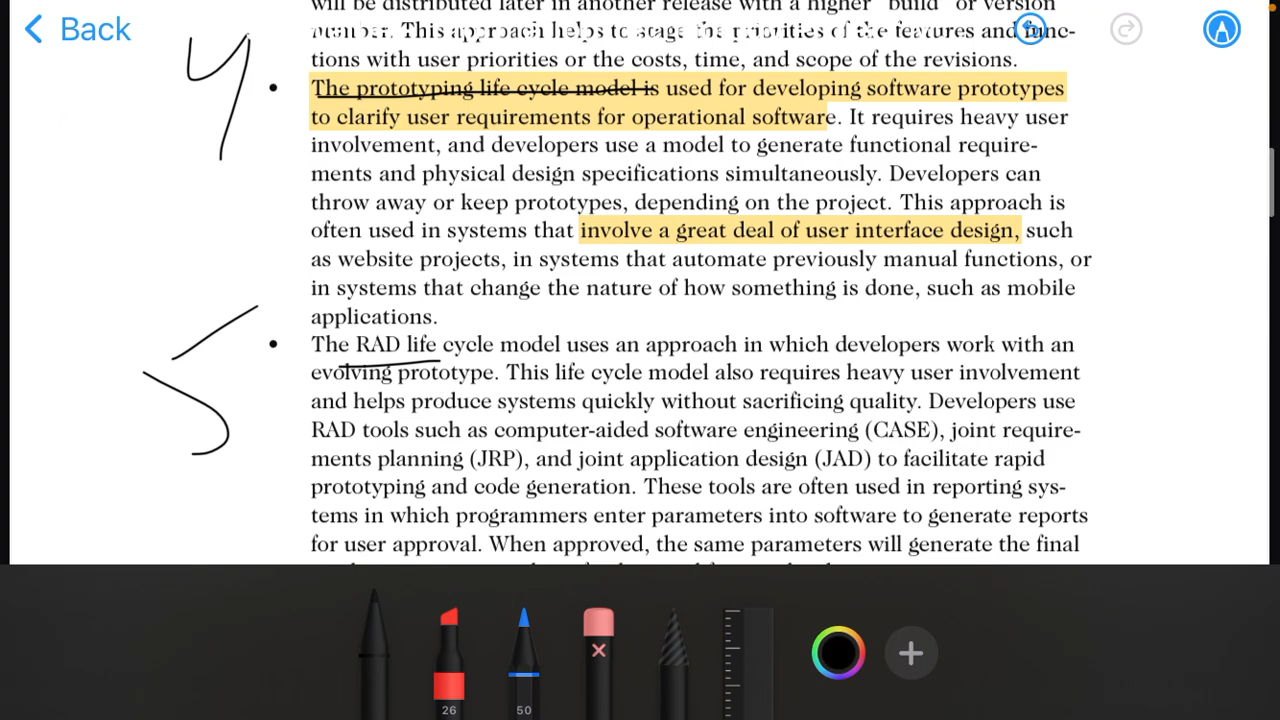 will be distributed later in another release with a higher "build" or version
Back
number. This approach helps to stage the priorities of the features and func-
tions with user priorities or the costs, time, and scope of the revisions.
4
• The prototyping life cycle model is used for developing software prototypes
to clarify user requirements for operational software. It requires heavy user
involvement, and developers use a model to generate functional require-
ments and physical design specifications simultaneously. Developers can
throw away or keep prototypes, depending on the project. This approach is
often used in systems that involve a great deal of user interface design, such
as website projects, in systems that automate previously manual functions, or
in systems that change the nature of how something is done, such as mobile
applications.
5
• The RAD life cycle model uses an approach in which developers work with an
evolving prototype. This life cycle model also requires heavy user involvement
and helps produce systems quickly without sacrificing quality. Developers use
RAD tools such as computer-aided software engineering (CASE), joint require-
ments planning (JRP), and joint application design (JAD) to facilitate rapid
prototyping and code generation. These tools are often used in reporting sys-
tems in which programmers enter parameters into software to generate reports
for user approval. When approved, the same parameters will generate the final
26
50